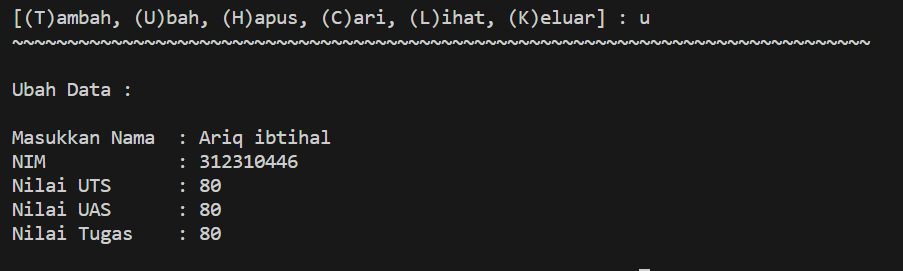 [(T)ambah, (U)bah, (H)apus, (C)ari, (L)ihat, (K)eluar] : u
~~~~~~~~~~~~~~~~~~~~~~~~~~~~~~~~~~~~~~~~~~~~~~~~~~~~~~~~~~~~~~~~~~~~~~~~~~~~~~
Ubah Data :
Masukkan Nama  : Ariq ibtihal
NIM            : 312310446
Nilai UTS      : 80
Nilai UAS      : 80
Nilai Tugas    : 80